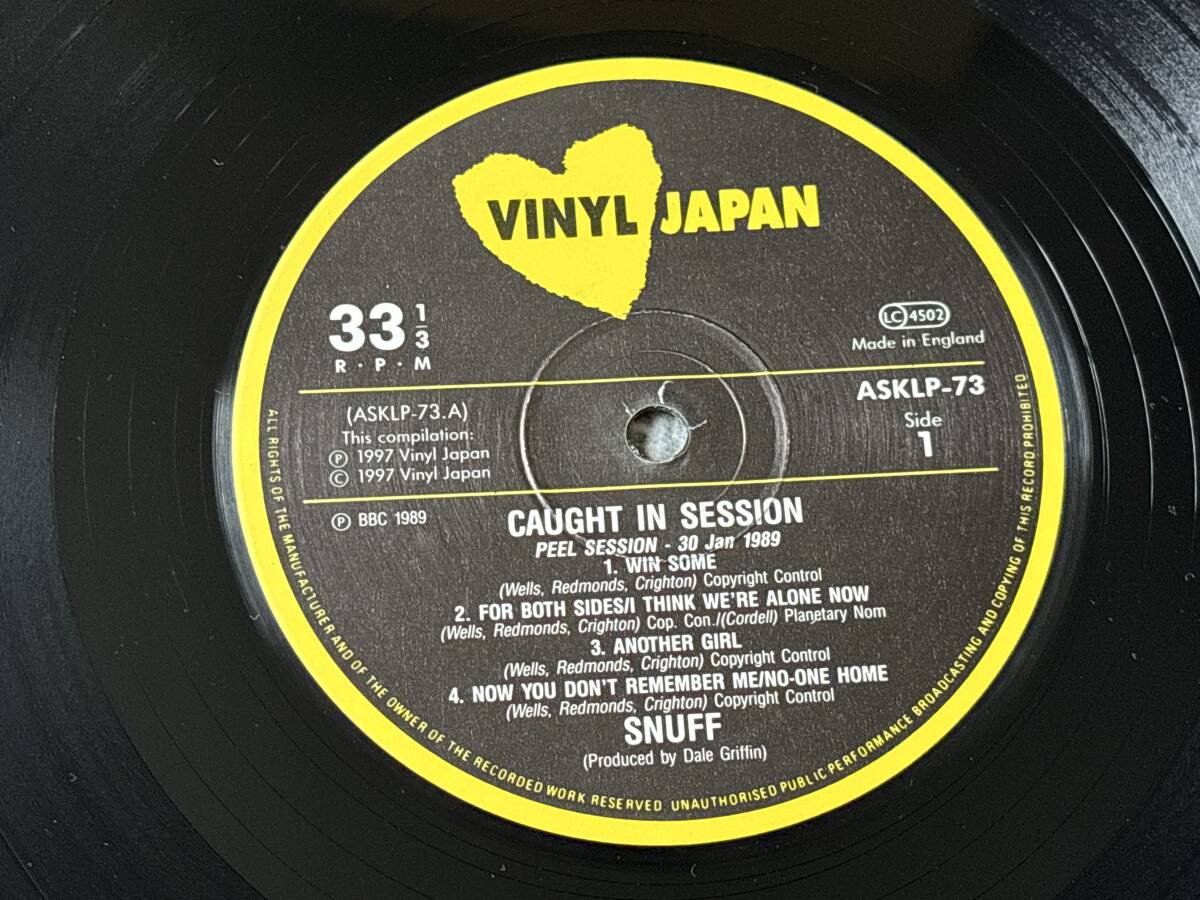 VINYL JAPAN
33 1/3
R · P · M
LC 4502
Made in England
(ASKLP-73.A)
This compilation:
Ⓟ 1997 Vinyl Japan
© 1997 Vinyl Japan
ASKLP-73
Side
1
Ⓟ BBC 1989
CAUGHT IN SESSION
PEEL SESSION - 30 Jan 1989
1. WIN SOME
(Wells, Redmonds, Crighton) Copyright Control
2. FOR BOTH SIDES/I THINK WE'RE ALONE NOW
(Wells, Redmonds, Crighton) Cop. Con./(Cordell) Planetary Nom
3. ANOTHER GIRL
(Wells, Redmonds, Crighton) Copyright Control
4. NOW YOU DON'T REMEMBER ME/NO-ONE HOME
(Wells, Redmonds, Crighton) Copyright Control
SNUFF
(Produced by Dale Griffin)
ALL RIGHTS OF THE MANUFACTURER AND OF THE OWNER OF THE RECORDED WORK RESERVED. UNAUTHORISED PUBLIC PERFORMANCE BROADCASTING AND COPYING OF THIS RECORD PROHIBITED